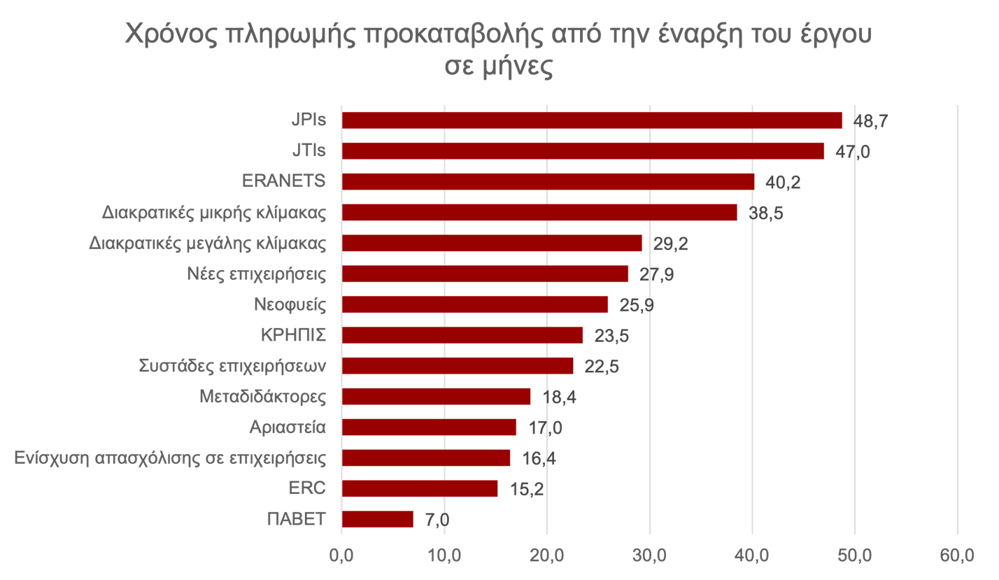 Χρόνος πληρωμής προκαταβολής από την έναρξη του έργου
σε μήνες
JPIs 48,7
JTIs 47,0
ERANETS 40,2
Διακρατικές μικρής κλίμακας 38,5
Διακρατικές μεγάλης κλίμακας 29,2
Νέες επιχειρήσεις 27,9
Νεοφυείς 25,9
ΚΡΗΠΙΣ 23,5
Συστάδες επιχειρήσεων 22,5
Μεταδιδάκτορες 18,4
Αριαστεία 17,0
Ενίσχυση απασχόλισης σε επιχειρήσεις 16,4
ERC 15,2
ΠΑΒΕΤ 7,0
0,0 10,0 20,0 30,0 40,0 50,0 60,0